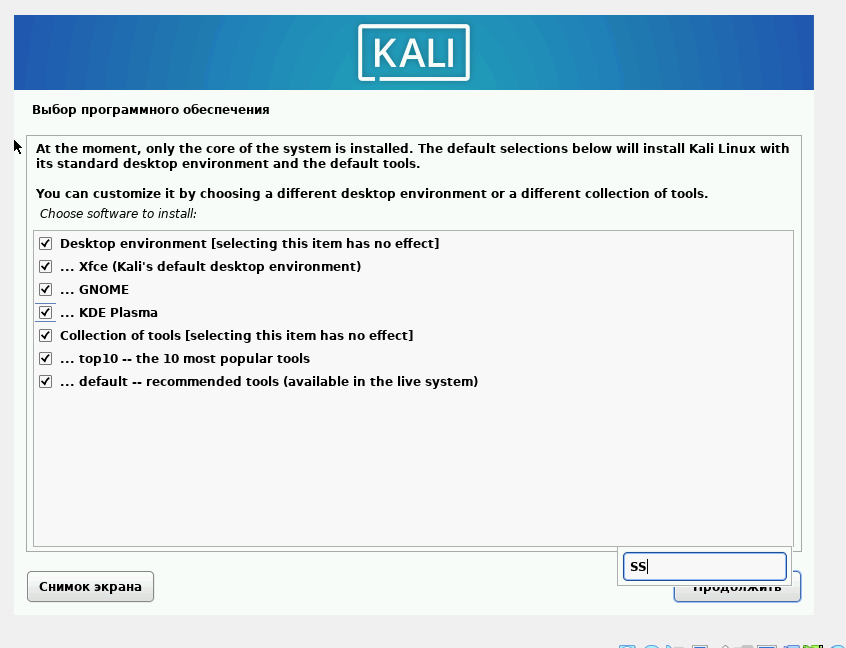 KALI
Выбор программного обеспечения
At the moment, only the core of the system is installed. The default selections below will install Kali Linux with
its standard desktop environment and the default tools.
You can customize it by choosing a different desktop environment or a different collection of tools.
Choose software to install:
Desktop environment [selecting this item has no effect]
... Xfce (Kali's default desktop environment)
... GNOME
... KDE Plasma
Collection of tools [selecting this item has no effect]
... top10 -- the 10 most popular tools
... default -- recommended tools (available in the live system)
ss
Снимок экрана
Продолжить